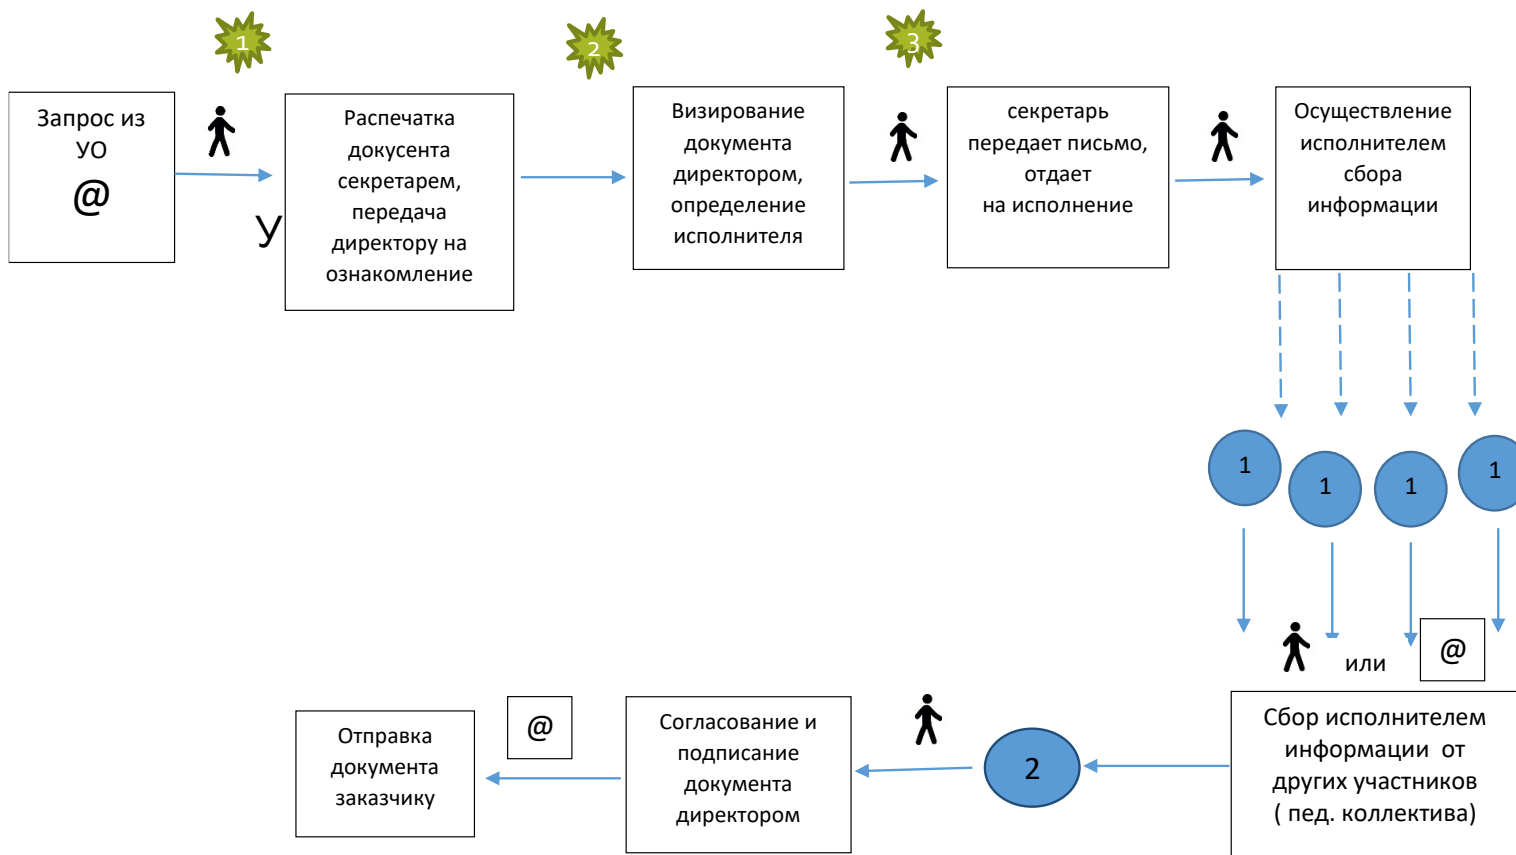 1
2
3
Запрос из
УО
@
У
Распечатка
докусента
секретарем,
передача
директору на
ознакомление
Визирование
документа
директором,
определение
исполнителя
секретарь
передает письмо,
отдает
на исполнение
Осуществление
исполнителем
сбора
информации
1
1
1
1
или
@
Сбор исполнителем
информации от
других участников
( пед. коллектива)
2
Согласование и
подписание
документа
директором
@
Отправка
документа
заказчику